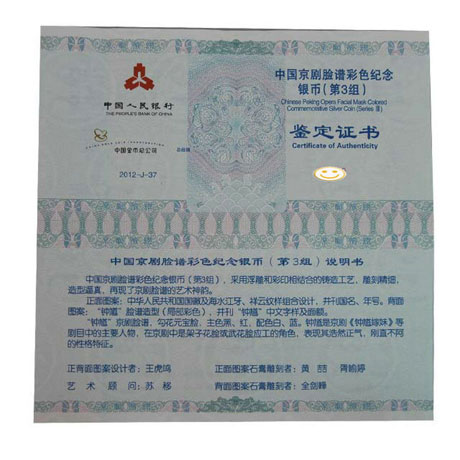 中国人民银行
THE PEOPLE'S BANK OF CHINA
CHINA GOLD COIN INCORPORATION
中国金币总公司
2012-J-37
中国京剧脸谱彩色纪念
银币(第3组)
Chinese Peking Opera Facial Mask Colored
Commemorative Silver Coin (Series Ⅲ)
鉴定证书
Certificate of Authenticity
中国京剧脸谱彩色纪念银币(第3组)说明书
中国京剧脸谱彩色纪念银币(第3组),采用浮雕和彩印相结合的铸造工艺,雕刻精细,
造型逼真,再现了京剧脸谱的艺术神韵。
正面图案:中华人民共和国国徽及海水江牙、祥云纹样组合设计,并刊国名、年号。背面
图案:“钟馗”脸谱造型(局部彩色),并刊“钟馗”中文字样及面额。
“钟馗”京剧脸谱,勾花元宝脸,主色黑、红,配色白、蓝。钟馗是京剧《钟馗嫁妹》等
剧目中的主要人物,在京剧中是架子花脸或武花脸应工的角色,表现其浩然正气,刚直不阿
的性格特征。
正背面图案设计者:王虎鸣
正面图案石膏雕刻者:黄喆 胥喻婷
艺术顾问:苏移
背面图案石膏雕刻者:全剑锋